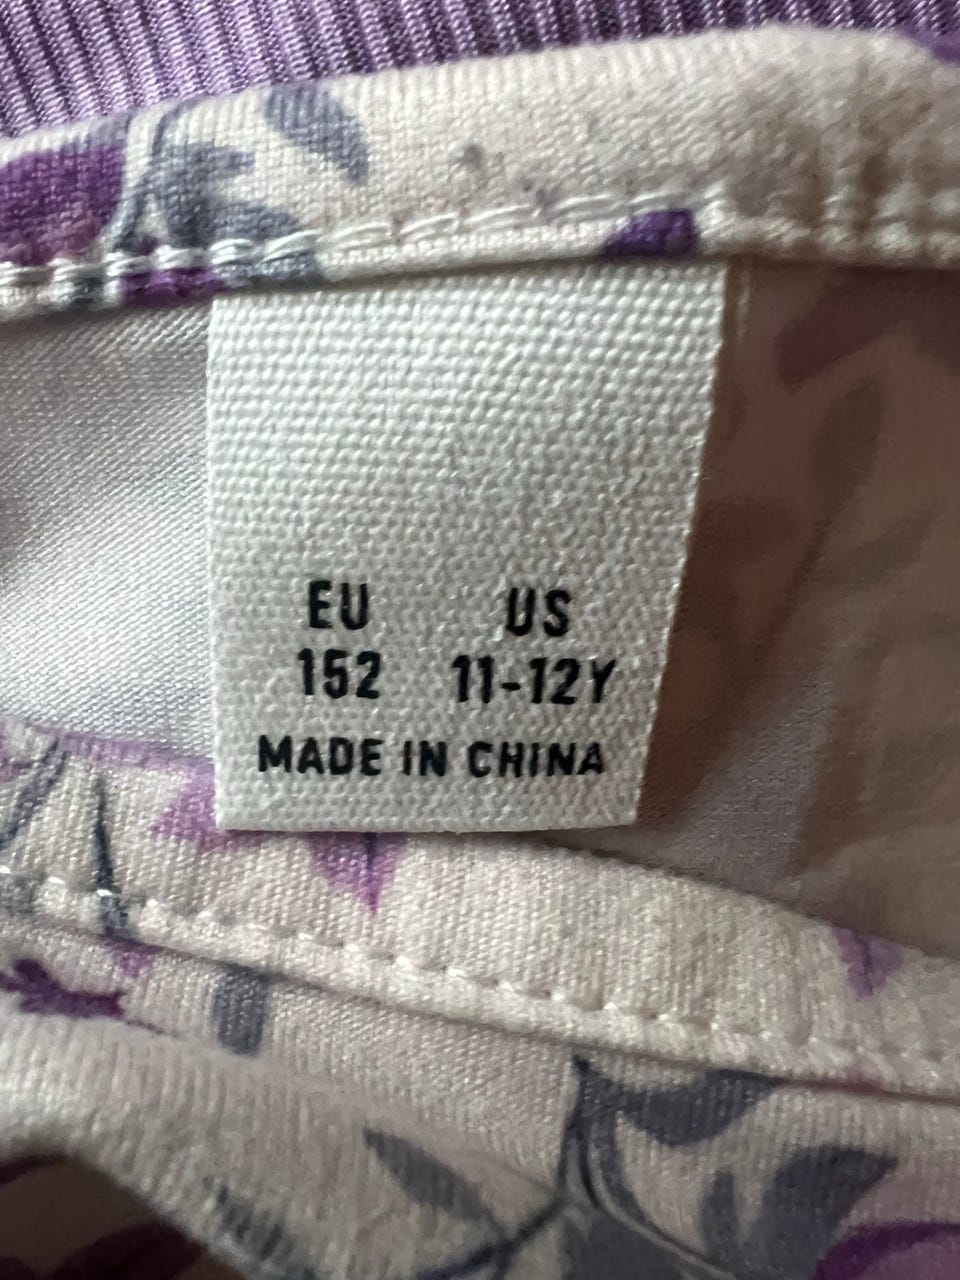 EU US
152 11-12Y
MADE IN CHINA